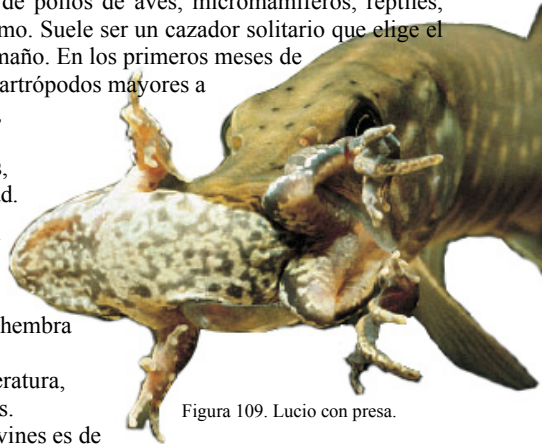 de pollos de aves, micromamíferos, reptiles,
mo. Suele ser un cazador solitario que elige el
maño. En los primeros meses de
artrópodos mayores a
s,
ad.
hembra
eratura,
s.
vines es de
Figura 109. Lucio con presa.